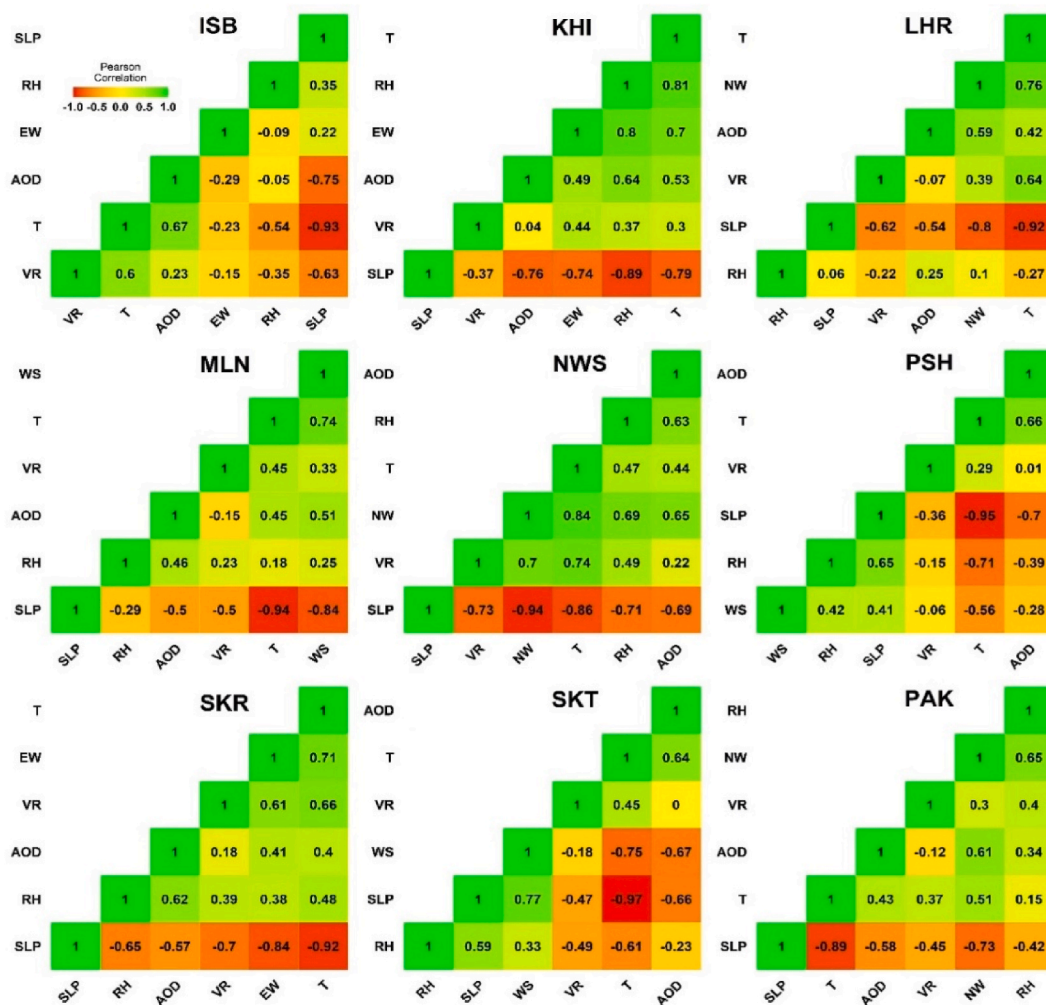 ISB KHI LHR
SLP 1 T 1 T 1
Pearson
Correlation
-1.0 -0.5 0.0 0.5 1.0
RH 1 0.35 RH 1 0.81 NW 1 0.76
EW 1 -0.09 0.22 EW 1 0.8 0.7 AOD 1 0.59 0.42
AOD 1 -0.29 -0.05 -0.75 AOD 1 0.49 0.64 0.53 VR 1 -0.07 0.39 0.64
T 1 0.67 -0.23 -0.54 -0.93 VR 1 0.04 0.44 0.37 0.3 SLP 1 -0.62 -0.54 -0.8 -0.92
VR 1 0.6 0.23 -0.15 -0.35 -0.63 SLP 1 -0.37 -0.76 -0.74 -0.89 -0.79 RH 1 0.06 -0.22 0.25 0.1 -0.27
VR T AOD EW RH SLP SLP VR AOD EW RH T RH SLP VR AOD NW T
MLN NWS PSH
WS 1 AOD 1 AOD 1
T 1 0.74 RH 1 0.63 T 1 0.66
VR 1 0.45 0.33 T 1 0.47 0.44 VR 1 0.29 0.01
AOD 1 -0.15 0.45 0.51 NW 1 0.84 0.69 0.65 SLP 1 -0.36 -0.95 -0.7
RH 1 0.46 0.23 0.18 0.25 VR 1 0.7 0.74 0.49 0.22 RH 1 0.65 -0.15 -0.71 -0.39
SLP 1 -0.29 -0.5 -0.5 -0.94 -0.84 SLP 1 -0.73 -0.94 -0.86 -0.71 -0.69 WS 1 0.42 0.41 -0.06 -0.56 -0.28
SLP RH AOD VR T WS SLP VR NW T RH AOD WS RH SLP VR T AOD
SKR SKT PAK
T 1 AOD 1 RH 1
EW 1 0.71 T 1 0.64 NW 1 0.65
VR 1 0.61 0.66 VR 1 0.45 0 VR 1 0.3 0.4
AOD 1 0.18 0.41 0.4 WS 1 -0.18 -0.75 -0.67 AOD 1 -0.12 0.61 0.34
RH 1 0.62 0.39 0.38 0.48 SLP 1 0.77 -0.47 -0.97 -0.66 T 1 0.43 0.37 0.51 0.15
SLP 1 -0.65 -0.57 -0.7 -0.84 -0.92 RH 1 0.59 0.33 -0.49 -0.61 -0.23 SLP 1 -0.89 -0.58 -0.45 -0.73 -0.42
SLP RH AOD VR EW T RH SLP WS VR T AOD SLP T AOD VR NW RH